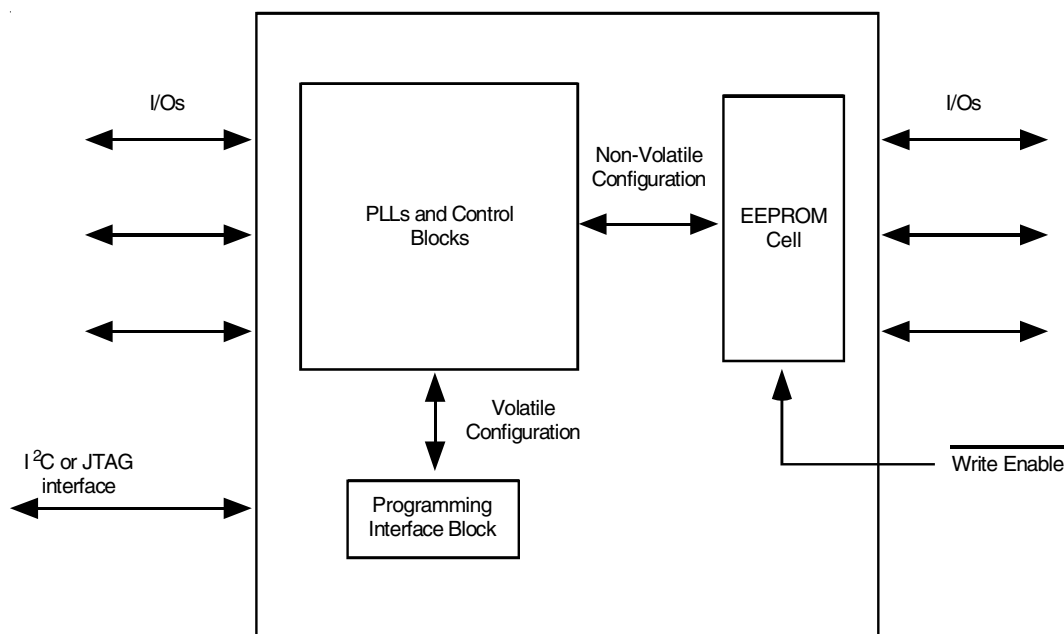 I/Os
I/Os
Non-Volatile
Configuration
PLLs and Control
Blocks
EEPROM
Cell
Volatile
Configuration
I²C or JTAG
interface
Write Enable
Programming
Interface Block